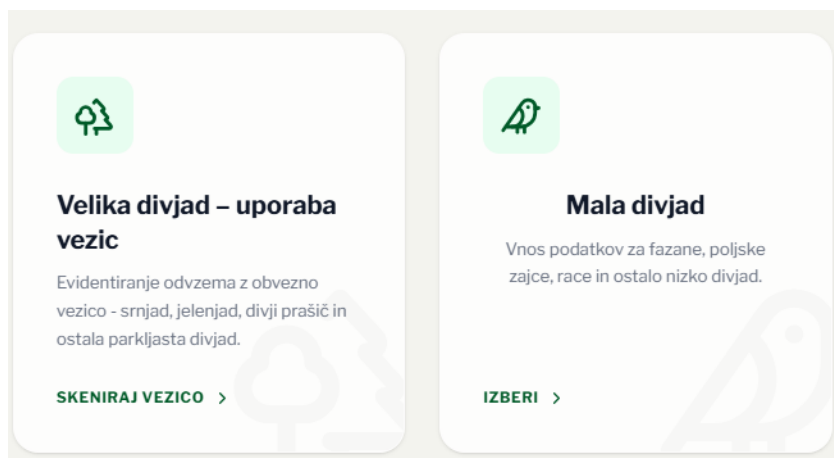 Velika divjad – uporaba
vezic
Evidentiranje odvzema z obvezno
vezico - srnjad, jelenjad, divji prašič in
ostala parkljasta divjad.
SKENIRAJ VEZICO
Mala divjad
Vnos podatkov za fazane, poljske
zajce, race in ostalo nizko divjad.
IZBERI